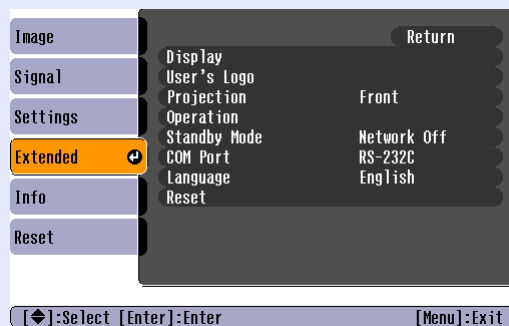 Image
Signal
Settings
Extended
Info
Reset
Return
Display
User's Logo
Projection Front
Operation
Standby Mode Network Off
COM Port RS-232C
Language English
Reset
[◆]:Select [Enter]:Enter [Menu]:Exit